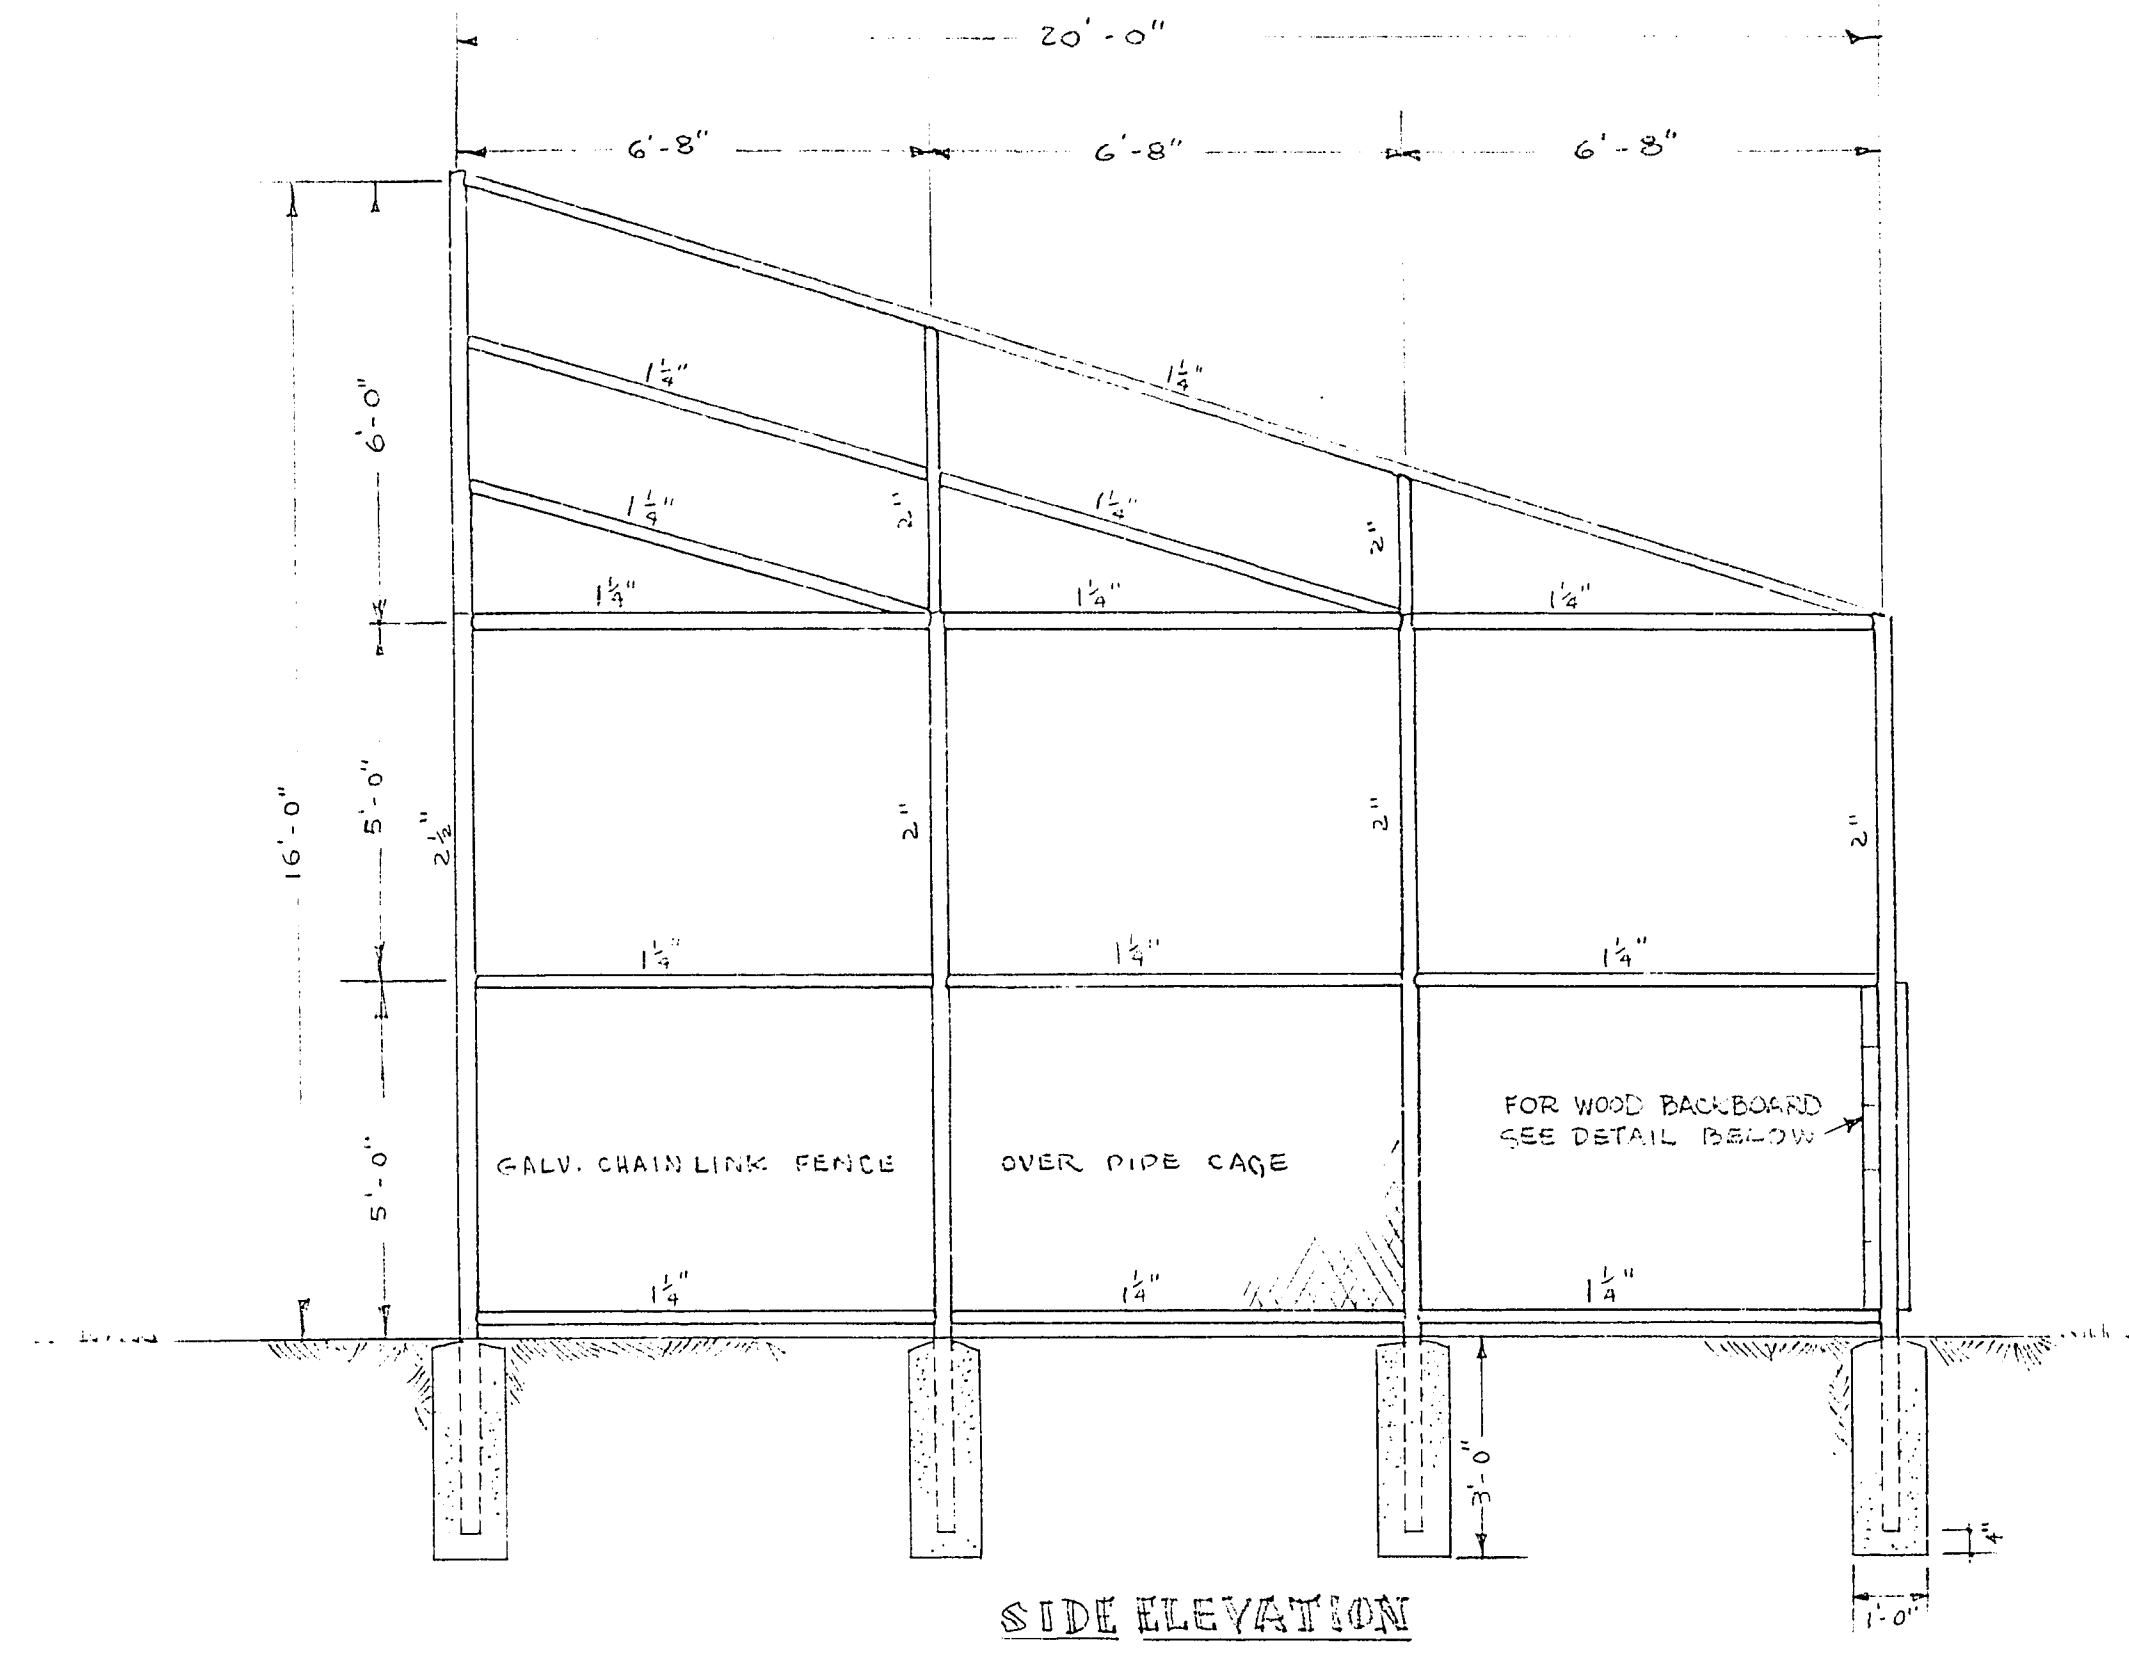 20'-0"
6'-8" 6'-8" 6'-8"
1¼" 1¼"
6'-0"
1¼" 2" 1¼" 2"
1¼" 1¼" 1¼"
16'-0" 5'-0" 2½" 2" 2" 2"
1¼" 1¼" 1¼"
FOR WOOD BACKBOARD
SEE DETAIL BELOW
5'-0" GALV. CHAIN LINK FENCE OVER PIPE CAGE
1¼" 1¼" 1¼"
3'-0"
4"
1'-0"
SIDE ELEVATION